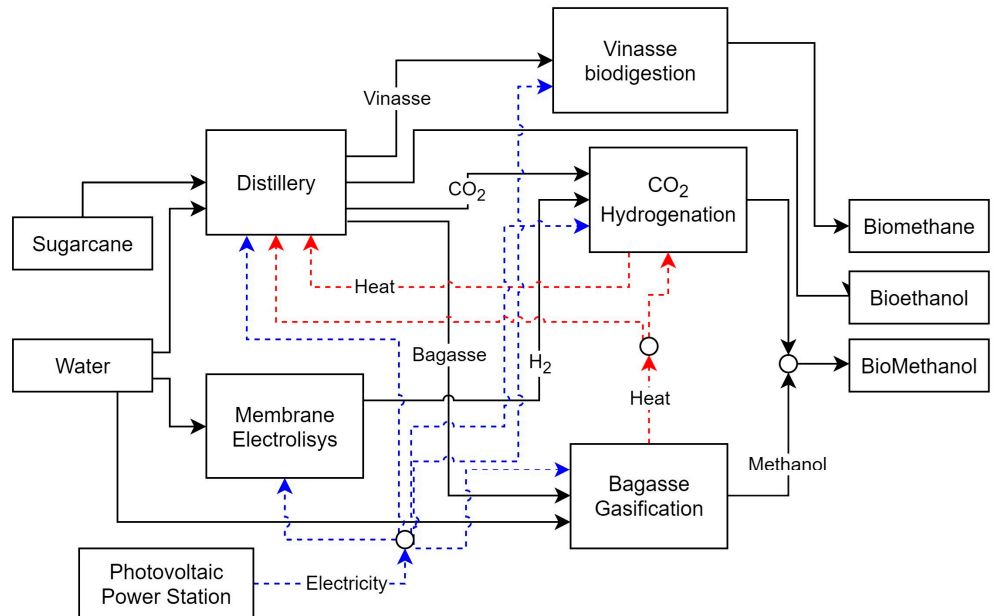 Vinasse
biodigestion
Vinasse
Distillery
CO₂
CO₂
Hydrogenation
Sugarcane
Biomethane
Heat
Bioethanol
Water
Bagasse
H₂
BioMethanol
Membrane
Electrolisys
Heat
Methanol
Bagasse
Gasification
Photovoltaic
Power Station
Electricity